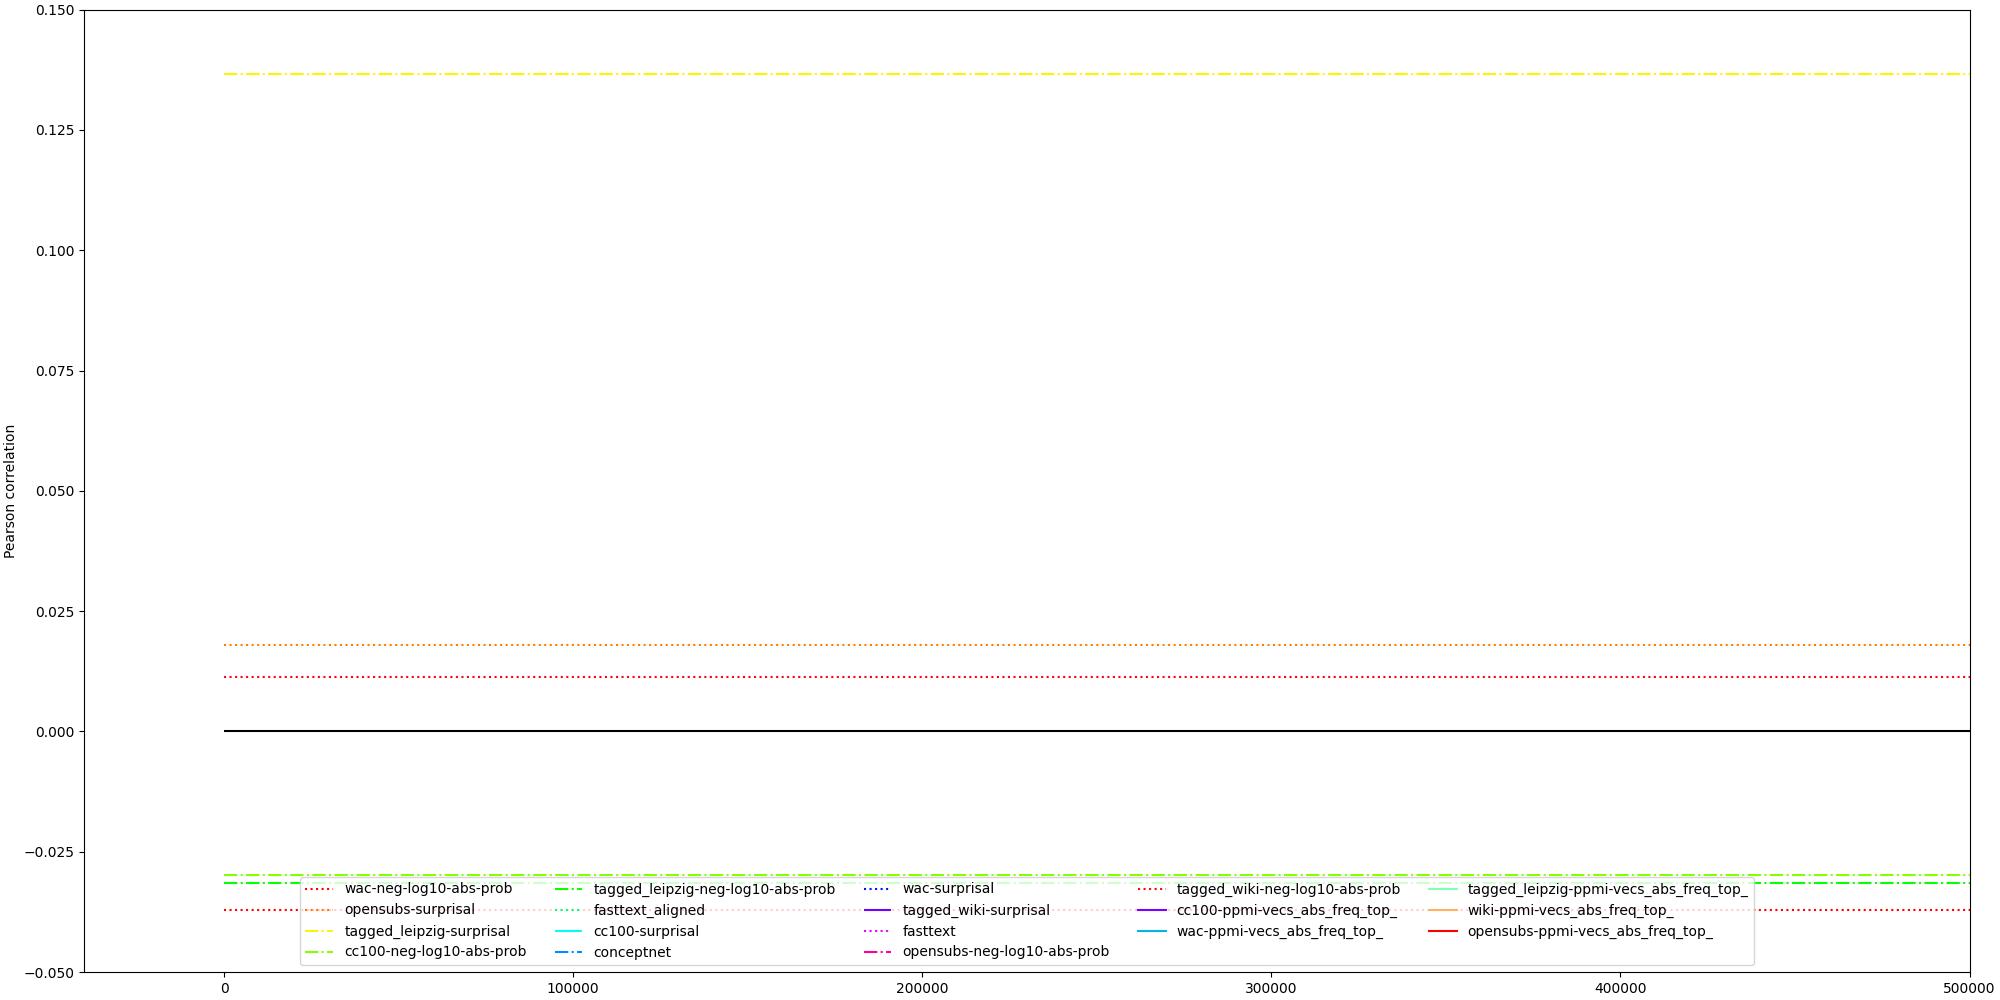 0.150
0.125
0.100
0.075
0.050
0.025
0.000
−0.025
−0.050
Pearson correlation
wac-neg-log10-abs-prob
opensubs-surprisal
tagged_leipzig-surprisal
cc100-neg-log10-abs-prob
tagged_leipzig-neg-log10-abs-prob
fasttext_aligned
cc100-surprisal
conceptnet
wac-surprisal
tagged_wiki-surprisal
fasttext
opensubs-neg-log10-abs-prob
tagged_wiki-neg-log10-abs-prob
cc100-ppmi-vecs_abs_freq_top_
wac-ppmi-vecs_abs_freq_top_
tagged_leipzig-ppmi-vecs_abs_freq_top_
wiki-ppmi-vecs_abs_freq_top_
opensubs-ppmi-vecs_abs_freq_top_
0 100000 200000 300000 400000 500000